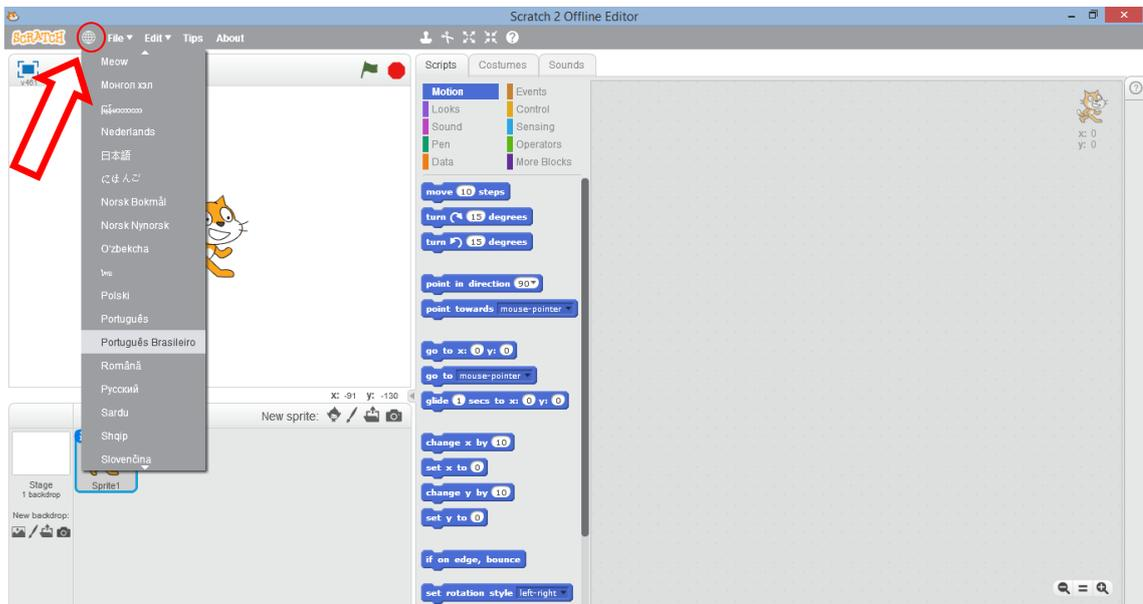 Scratch 2 Offline Editor
SCRATCH File Edit Tips About
v461
Meow
Монгол хэл
Nederlands
日本語
にほんご
Norsk Bokmål
Norsk Nynorsk
O'zbekcha
ไทย
Polski
Português
Português Brasileiro
Română
Русский
Sardu
Shqip
Slovenčina
X: -91 y: -130
New sprite:
Stage
1 backdrop
Sprite1
New backdrop:
Scripts Costumes Sounds
Motion Events
Looks Control
Sound Sensing
Pen Operators
Data More Blocks
move 10 steps
turn 15 degrees
turn 15 degrees
point in direction 90
point towards mouse-pointer
go to x: 0 y: 0
go to mouse-pointer
glide 1 secs to x: 0 y: 0
change x by 10
set x to 0
change y by 10
set y to 0
if on edge, bounce
set rotation style left-right
x: 0
y: 0